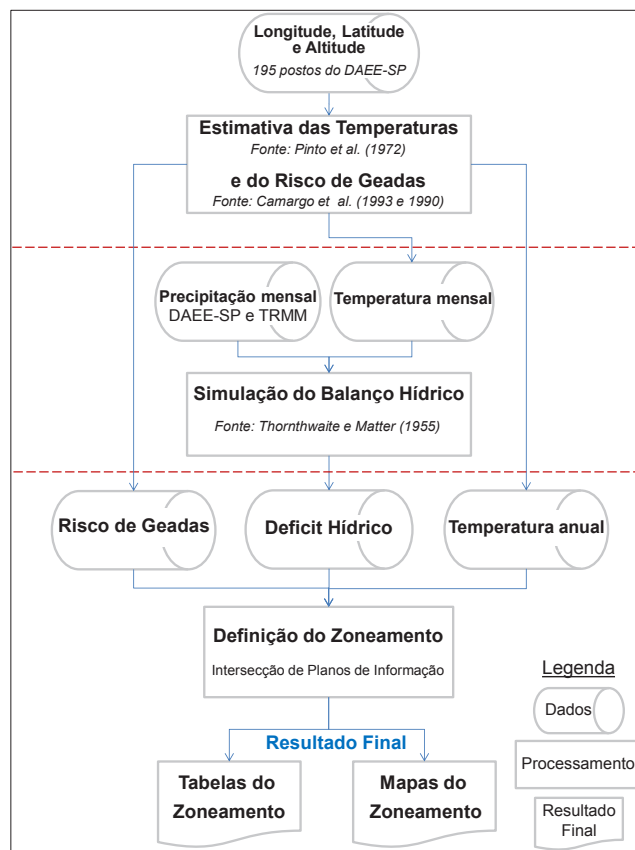 Longitude, Latitude
e Altitude
195 postos do DAEE-SP
Estimativa das Temperaturas
Fonte: Pinto et al. (1972)
e do Risco de Geadas
Fonte: Camargo et al. (1993 e 1990)
Precipitação mensal
DAEE-SP e TRMM
Temperatura mensal
Simulação do Balanço Hídrico
Fonte: Thornthwaite e Matter (1955)
Risco de Geadas
Deficit Hídrico
Temperatura anual
Definição do Zoneamento
Intersecção de Planos de Informação
Resultado Final
Tabelas do
Zoneamento
Mapas do
Zoneamento
Legenda
Dados
Processamento
Resultado
Final